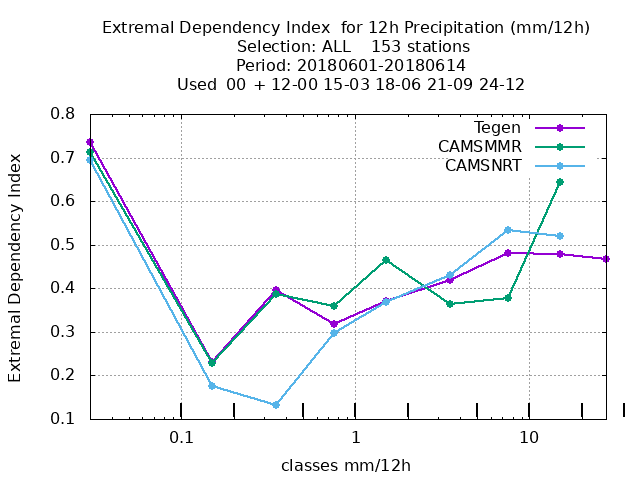 Extremal Dependency Index  for 12h Precipitation (mm/12h)
Selection: ALL    153 stations
Period: 20180601-20180614
Used  00 + 12-00 15-03 18-06 21-09 24-12
Tegen
CAMSMMR
CAMSNRT
0.8
0.7
0.6
0.5
0.4
0.3
0.2
0.1
Extremal Dependency Index
0.1 1 10
classes mm/12h